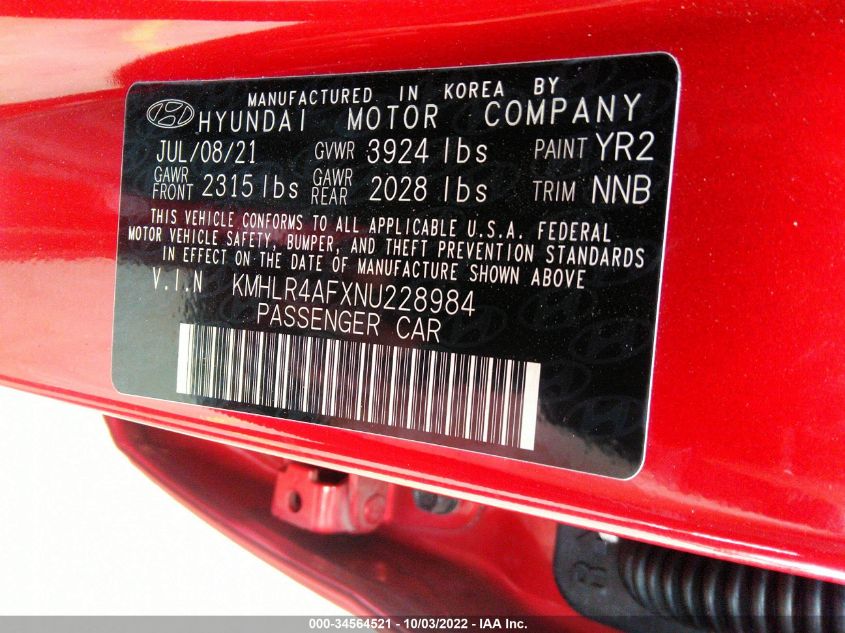 MANUFACTURED IN KOREA BY
HYUNDAI MOTOR COMPANY
JUL/08/21 GVWR 3924 lbs PAINT YR2
GAWR FRONT 2315 lbs GAWR REAR 2028 lbs TRIM NNB
THIS VEHICLE CONFORMS TO ALL APPLICABLE U.S.A. FEDERAL
MOTOR VEHICLE SAFETY, BUMPER, AND THEFT PREVENTION STANDARDS
IN EFFECT ON THE DATE OF MANUFACTURE SHOWN ABOVE
V.I.N KMHLR4AFXNU228984
PASSENGER CAR
000-34564521 - 10/03/2022 - IAA Inc.